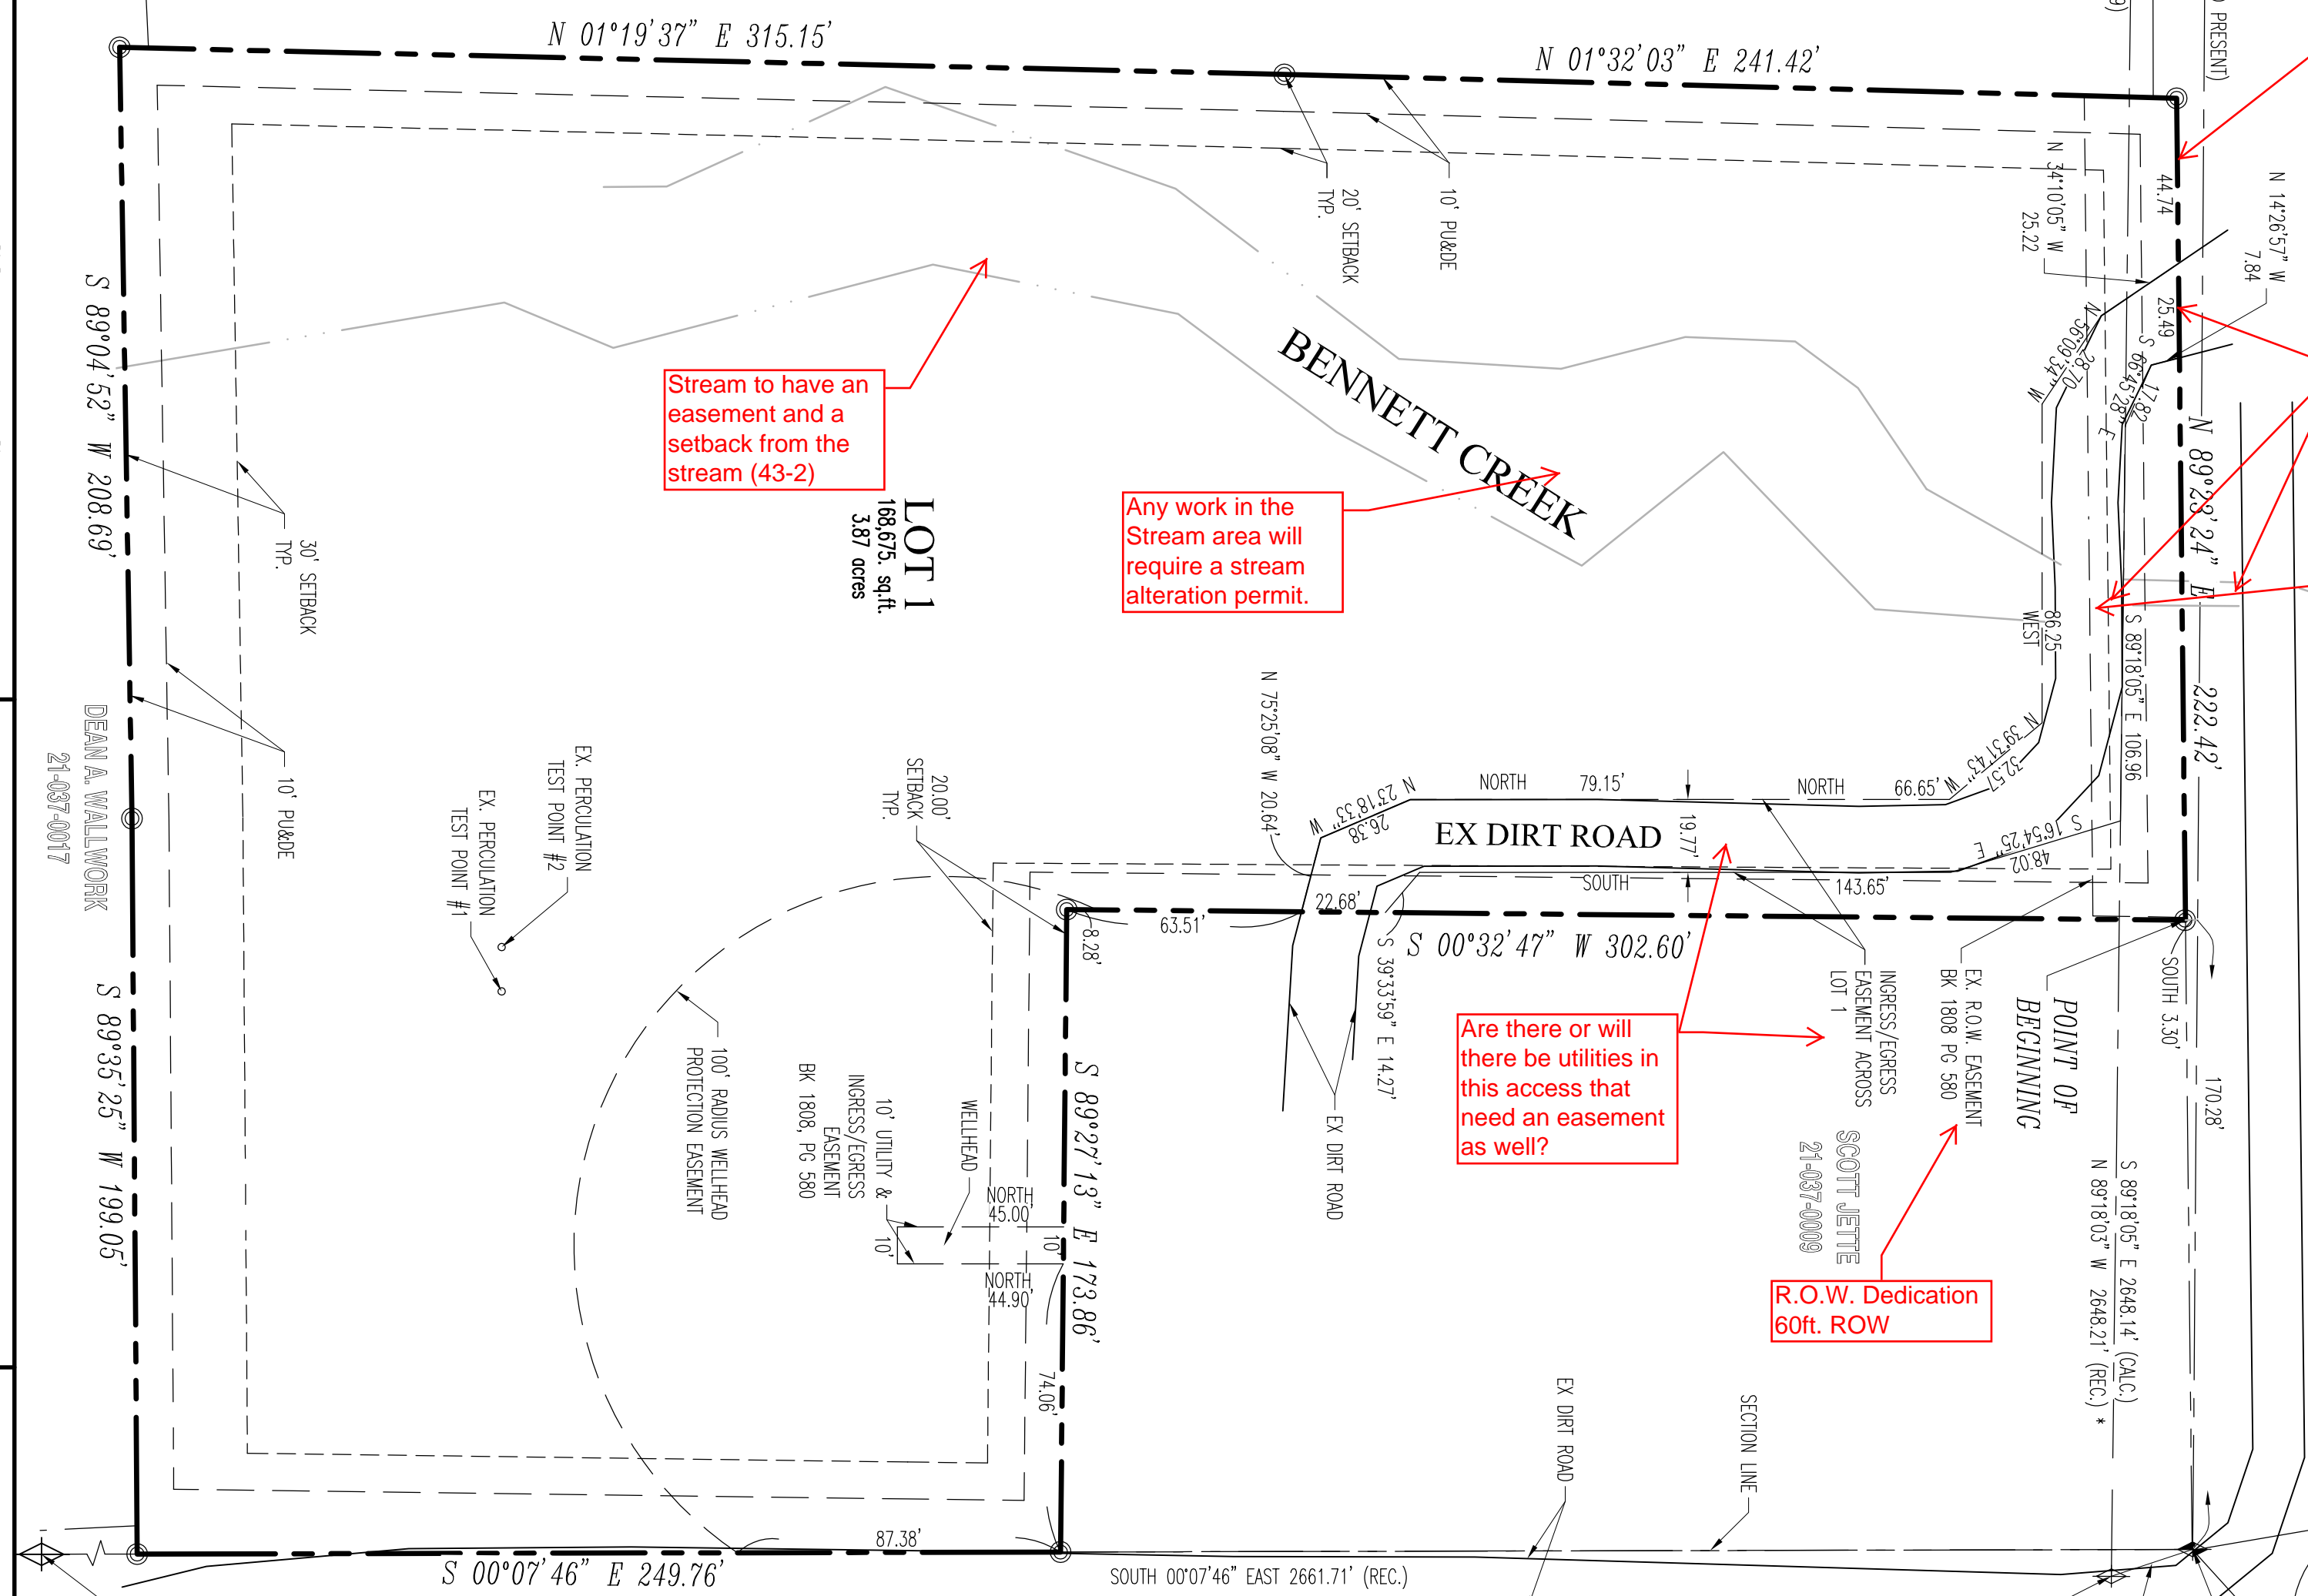 N 01°19'37" E 315.15'
N 01°32'03" E 241.42'
PRESENT)
10' PU&DE
20' SETBACK
TYP.
44.74
N 34°10'05" W
25.22
N 14°26'57" W
7.84
25.49
N 56°09'34" W
28.70
S 66°45'28" E
17.82
N 89°23'24" E
222.42'
S 89°18'05" E 106.96
86.25
WEST
N 39°31'43" W
32.57
S 16°54'25" E
48.02
BENNETT CREEK
Stream to have an
easement and a
setback from the
stream (43-2)
Any work in the
Stream area will
require a stream
alteration permit.
LOT 1
168,675. sq.ft.
3.87 acres
S 89°04'52" W 208.69'
30' SETBACK
TYP.
10' PU&DE
DEAN A. WALLWORK
21-037-0017
EX. PERCULATION
TEST POINT #2
EX. PERCULATION
TEST POINT #1
20.00'
SETBACK
TYP.
N 75°25'08" W 20.64'
N 23°18'33" W
26.38
NORTH
79.15'
NORTH
66.65'
EX DIRT ROAD
19.77'
SOUTH
143.65'
22.68'
63.51'
8.28'
S 00°32'47" W 302.60'
S 39°33'59" E 14.27'
SOUTH 3.30'
POINT OF
BEGINNING
EX. R.O.W. EASEMENT
BK 1808 PG 580
INGRESS/EGRESS
EASEMENT ACROSS
LOT 1
170.28'
Are there or will
there be utilities in
this access that
need an easement
as well?
SCOTT JETTE
21-037-0009
S 89°18'05" E 2648.14' (CALC.)
N 89°18'03" W 2648.21' (REC.) *
R.O.W. Dedication
60ft. ROW
EX DIRT ROAD
S 89°35'25" W 199.05'
100' RADIUS WELLHEAD
PROTECTION EASEMENT
10' UTILITY &
INGRESS/EGRESS
EASEMENT
BK 1808, PG 580
WELLHEAD
NORTH
45.00'
10'
10'
NORTH
44.90'
S 89°27'13" E 173.86'
74.06'
EX DIRT ROAD
SECTION LINE
87.38'
S 00°07'46" E 249.76'
SOUTH 00°07'46" EAST 2661.71' (REC.)